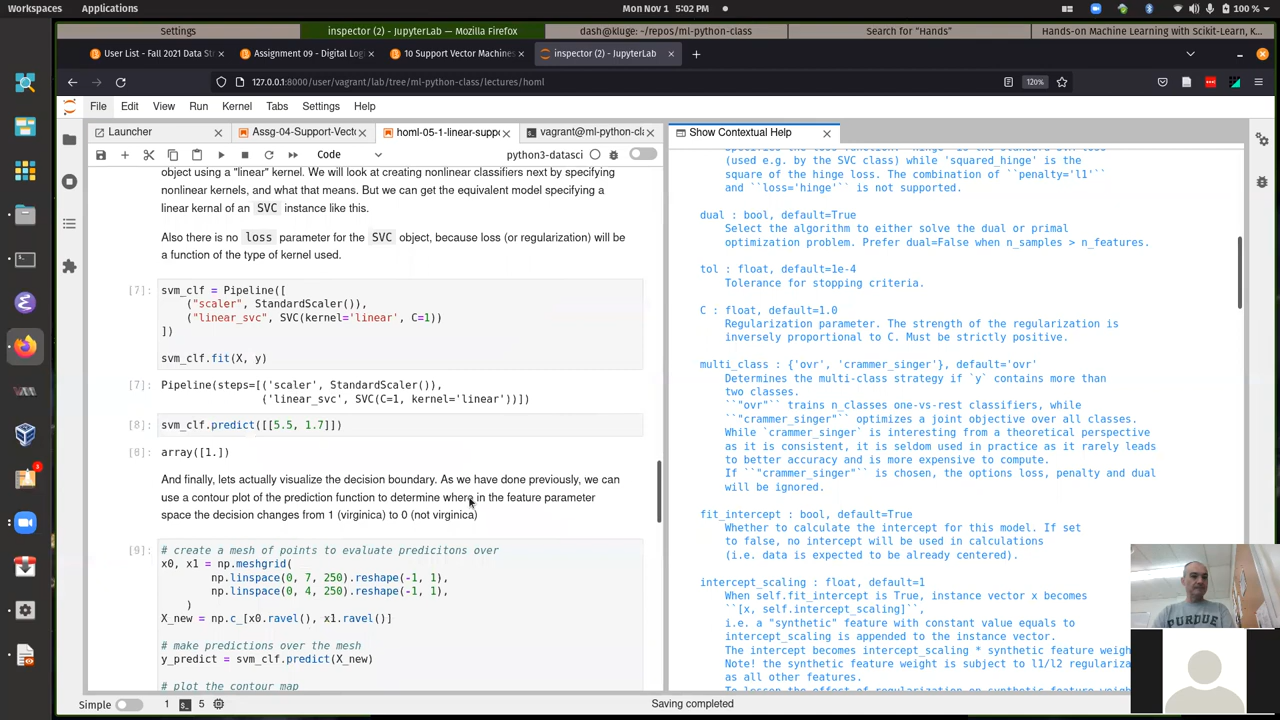 Workspaces
Applications
Mon Nov 1 5:02 PM
100 %
Settings
inspector (2) - JupyterLab — Mozilla Firefox
dash@kluge: ~/repos/ml-python-class
Search for "Hands"
Hands-on Machine Learning with Scikit-Learn, K...
User List - Fall 2021 Data St
Assignment 09 - Digital Logi
10 Support Vector Machines
inspector (2) - JupyterLab
127.0.0.1:8000/user/vagrant/lab/tree/ml-python-class/lectures/homl
120%
File Edit View Run Kernel Tabs Settings Help
Launcher
Assg-04-Support-Vecto
homl-05-1-linear-suppo
vagrant@ml-python-cla
Code
python3-datasci
object using a "linear" kernel. We will look at creating nonlinear classifiers next by specifying
nonlinear kernels, and what that means. But we can get the equivalent model specifying a
linear kernal of an SVC instance like this.
Also there is no loss parameter for the SVC object, because loss (or regularization) will be
a function of the type of kernel used.
[7]:
svm_clf = Pipeline([
("scaler", StandardScaler()),
("linear_svc", SVC(kernel='linear', C=1))
])
svm_clf.fit(X, y)
[7]:
Pipeline(steps=[('scaler', StandardScaler()),
('linear_svc', SVC(C=1, kernel='linear'))])
[8]:
svm_clf.predict([[5.5, 1.7]])
[8]:
array([1.])
And finally, lets actually visualize the decision boundary. As we have done previously, we can
use a contour plot of the prediction function to determine where in the feature parameter
space the decision changes from 1 (virginica) to 0 (not virginica)
[9]:
# create a mesh of points to evaluate predicitons over
x0, x1 = np.meshgrid(
np.linspace(0, 7, 250).reshape(-1, 1),
np.linspace(0, 4, 250).reshape(-1, 1),
)
X_new = np.c_[x0.ravel(), x1.ravel()]
# make predictions over the mesh
y_predict = svm_clf.predict(X_new)
# plot the contour map
Show Contextual Help
(used e.g. by the SVC class) while 'squared_hinge' is the
square of the hinge loss. The combination of ``penalty='l1'``
and ``loss='hinge'`` is not supported.
dual : bool, default=True
Select the algorithm to either solve the dual or primal
optimization problem. Prefer dual=False when n_samples > n_features.
tol : float, default=1e-4
Tolerance for stopping criteria.
C : float, default=1.0
Regularization parameter. The strength of the regularization is
inversely proportional to C. Must be strictly positive.
multi_class : {'ovr', 'crammer_singer'}, default='ovr'
Determines the multi-class strategy if `y` contains more than
two classes.
``"ovr"`` trains n_classes one-vs-rest classifiers, while
``"crammer_singer"`` optimizes a joint objective over all classes.
While `crammer_singer` is interesting from a theoretical perspective
as it is consistent, it is seldom used in practice as it rarely leads
to better accuracy and is more expensive to compute.
If ``"crammer_singer"`` is chosen, the options loss, penalty and dual
will be ignored.
fit_intercept : bool, default=True
Whether to calculate the intercept for this model. If set
to false, no intercept will be used in calculations
(i.e. data is expected to be already centered).
intercept_scaling : float, default=1
When self.fit_intercept is True, instance vector x becomes
``[x, self.intercept_scaling]``,
i.e. a "synthetic" feature with constant value equals to
intercept_scaling is appended to the instance vector.
The intercept becomes intercept_scaling * synthetic feature weigh
Note! the synthetic feature weight is subject to l1/l2 regulariza
as all other features.
PURDUE
Simple
1
5
Saving completed